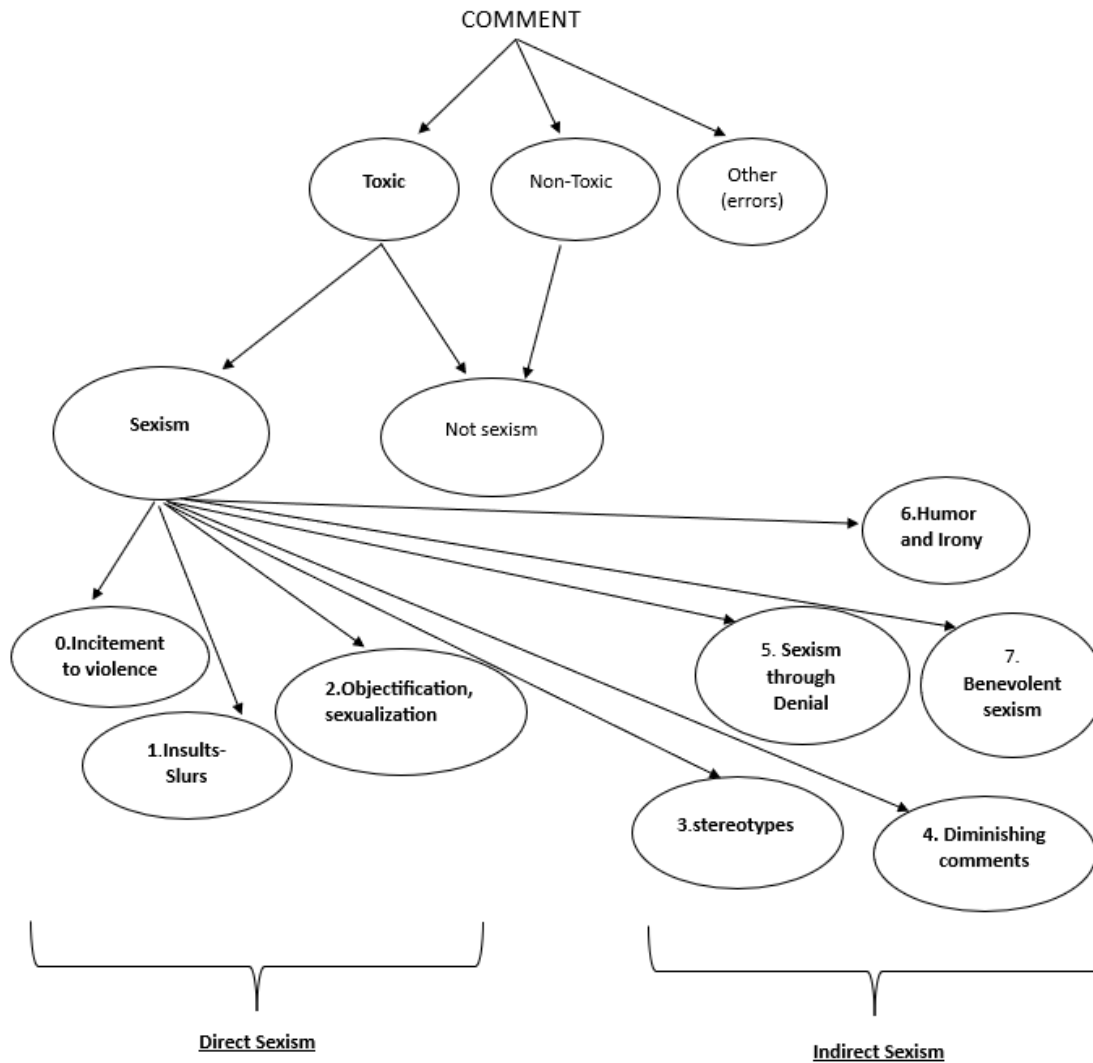 COMMENT
Toxic
Non-Toxic
Other
(errors)
Sexism
Not sexism
6.Humor
and Irony
0.Incitement
to violence
2.Objectification,
sexualization
5. Sexism
through
Denial
7.
Benevolent
sexism
1.Insults-
Slurs
3.stereotypes
4. Diminishing
comments
Direct Sexism
Indirect Sexism